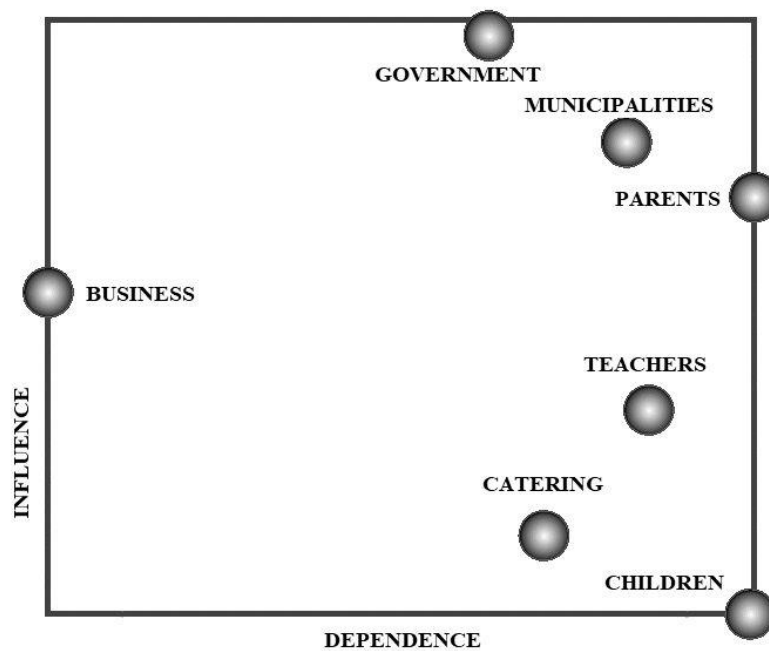 GOVERNMENT
MUNICIPALITIES
PARENTS
BUSINESS
TEACHERS
INFLUENCE
CATERING
CHILDREN
DEPENDENCE